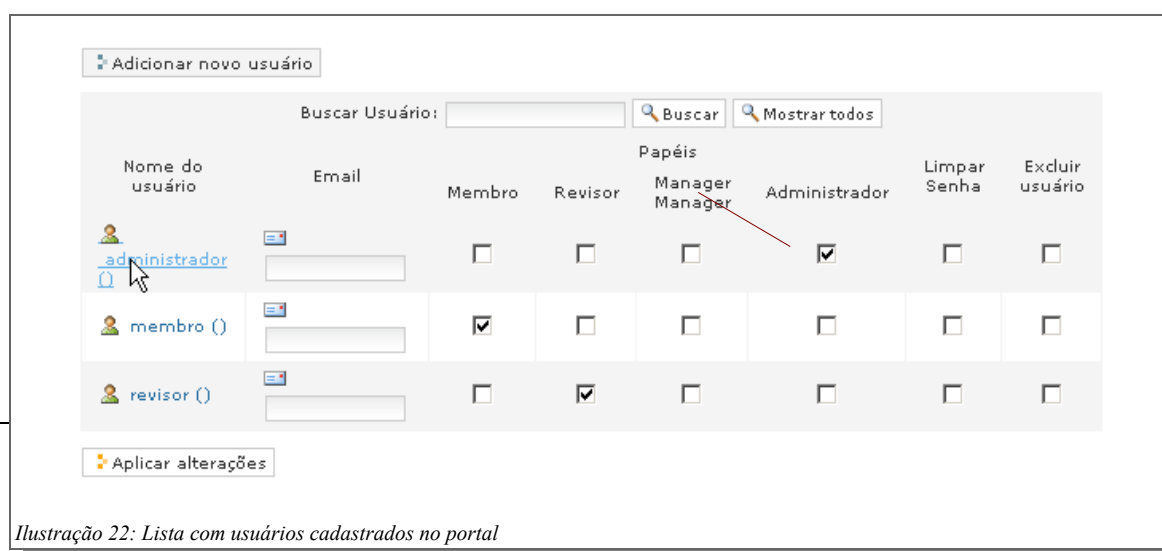 Adicionar novo usuário
Buscar Usuário: Buscar Mostrar todos
Nome do usuário
Email
Papéis
Membro
Revisor
Manager
Manager
Administrador
Limpar Senha
Excluir usuário
administrador
()
membro ()
revisor ()
Aplicar alterações
Ilustração 22: Lista com usuários cadastrados no portal